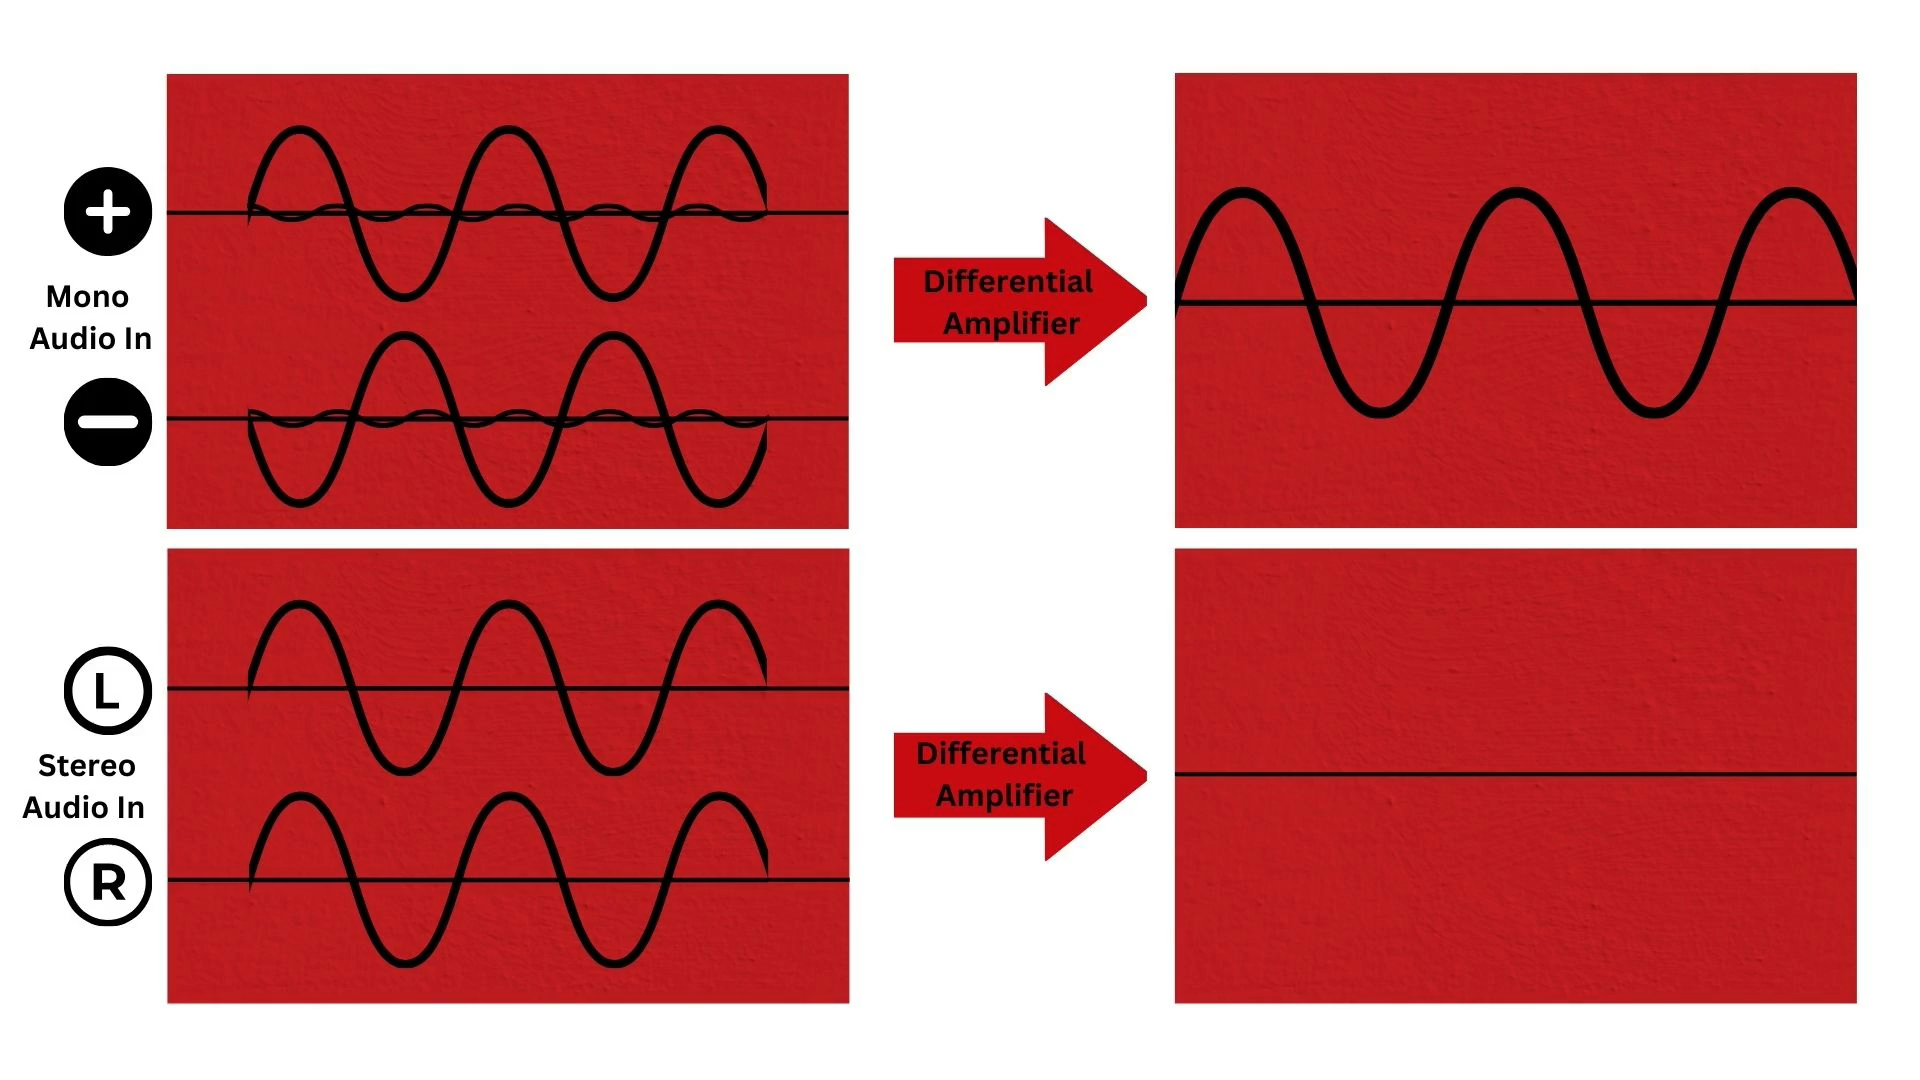 Mono
Audio In
Differential
Amplifier
L
Stereo
Audio In
R
Differential
Amplifier